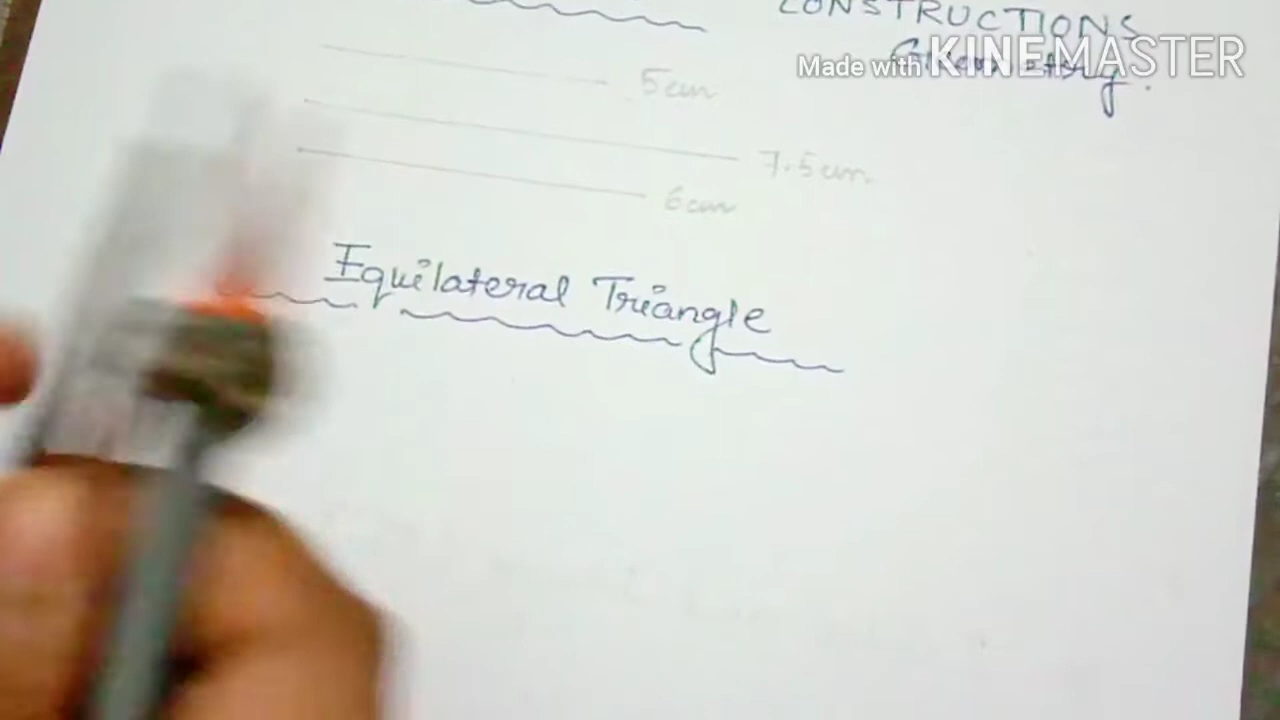 CONSTRUCTIONS
Made with KINEMASTER
5cm
7.5cm.
6cm
Equilateral Triangle